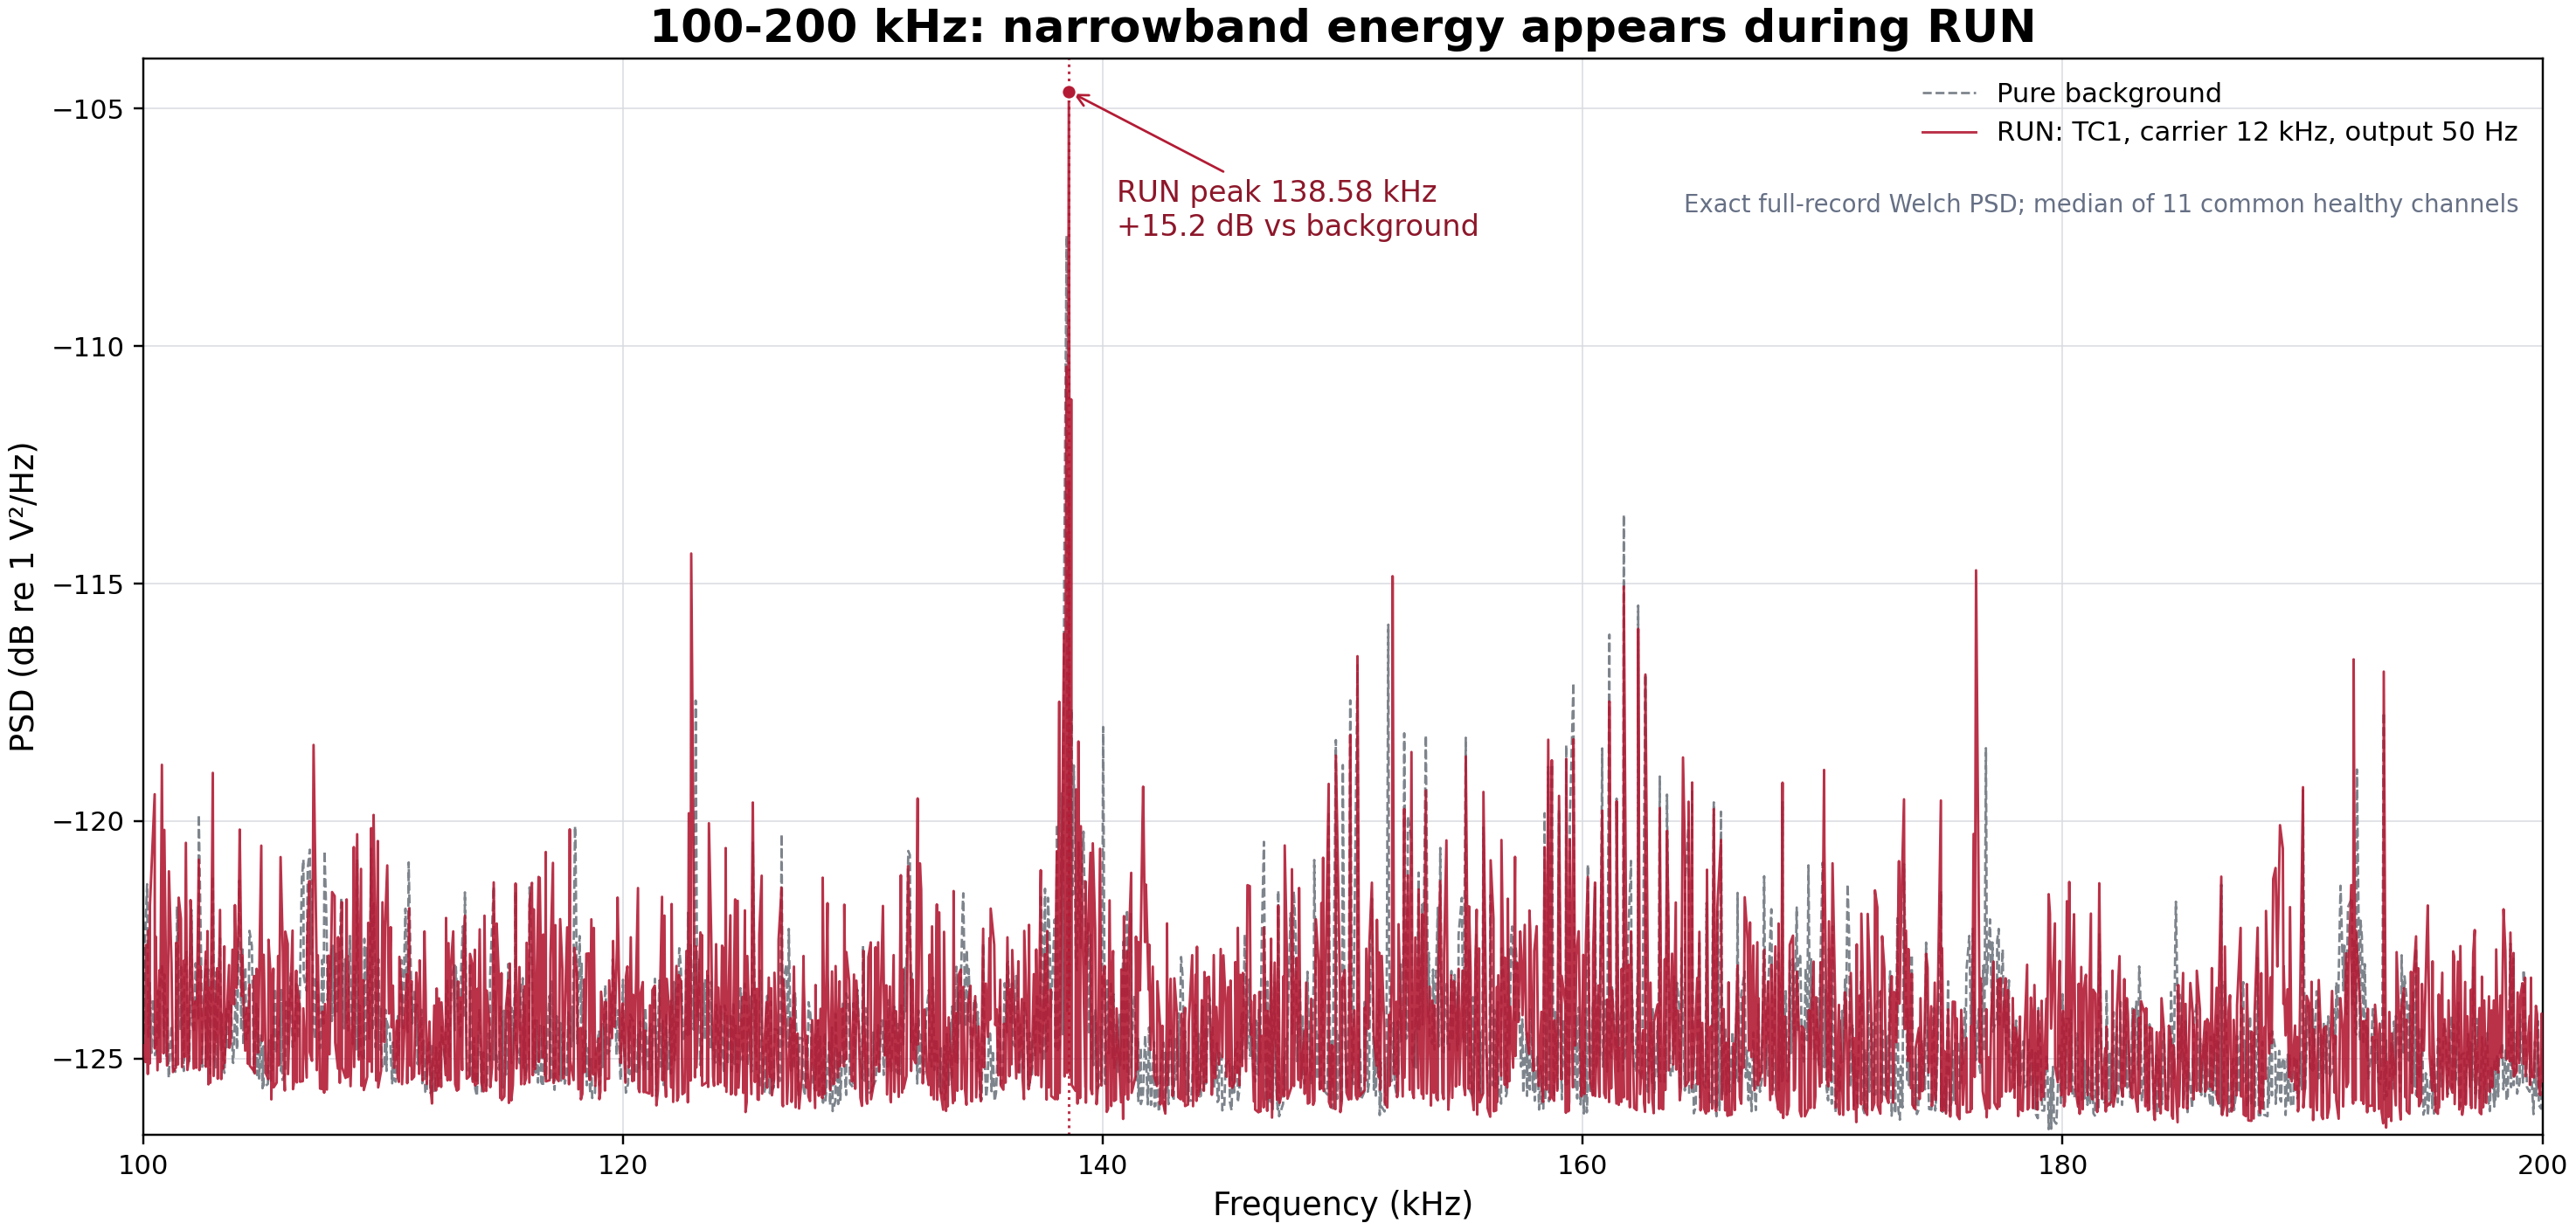 100-200 kHz: narrowband energy appears during RUN
Pure background
RUN: TC1, carrier 12 kHz, output 50 Hz
Exact full-record Welch PSD; median of 11 common healthy channels
RUN peak 138.58 kHz
+15.2 dB vs background
PSD (dB re 1 V²/Hz)
−105
−110
−115
−120
−125
100
120
140
160
180
200
Frequency (kHz)